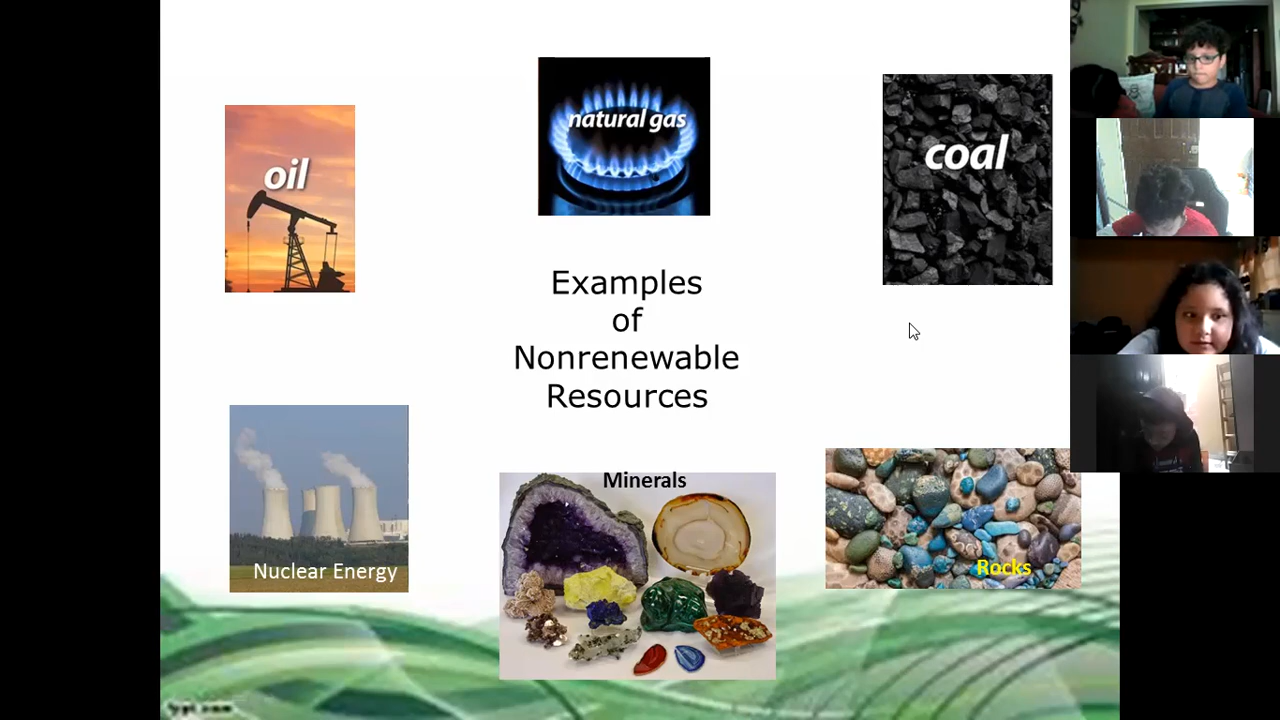 natural gas
oil
coal
Examples
of
Nonrenewable
Resources
Minerals
Nuclear Energy
Rocks